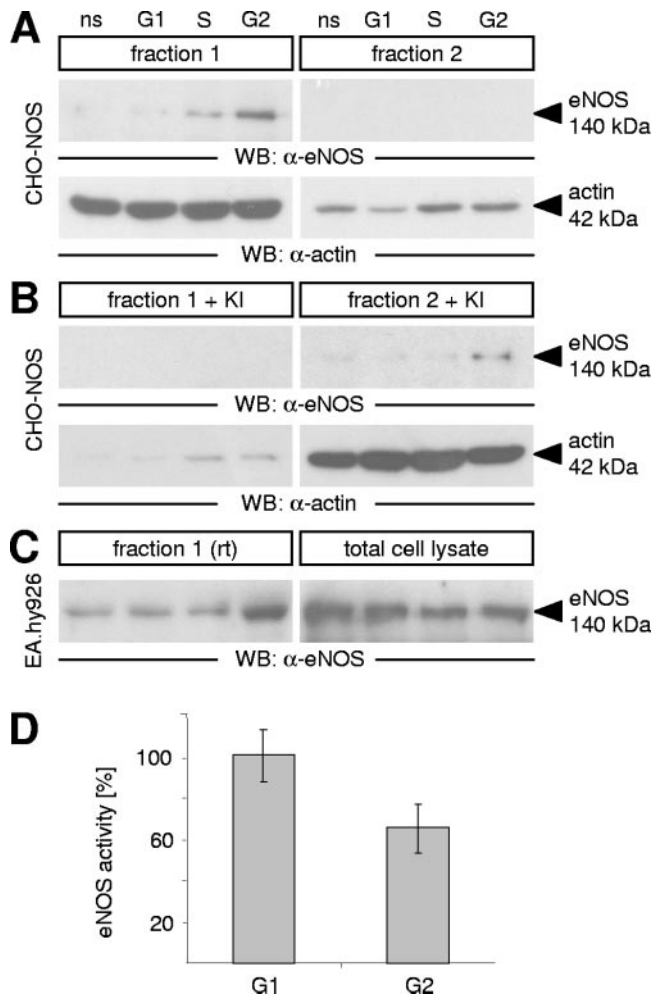 A
ns G1 S G2 ns G1 S G2
fraction 1 fraction 2
CHO-NOS
eNOS
140 kDa
WB: α-eNOS
actin
42 kDa
WB: α-actin
B
fraction 1 + KI fraction 2 + KI
CHO-NOS
eNOS
140 kDa
WB: α-eNOS
actin
42 kDa
WB: α-actin
C
fraction 1 (rt) total cell lysate
EA.hy926
eNOS
140 kDa
WB: α-eNOS
D
eNOS activity [%]
100
60
20
G1 G2